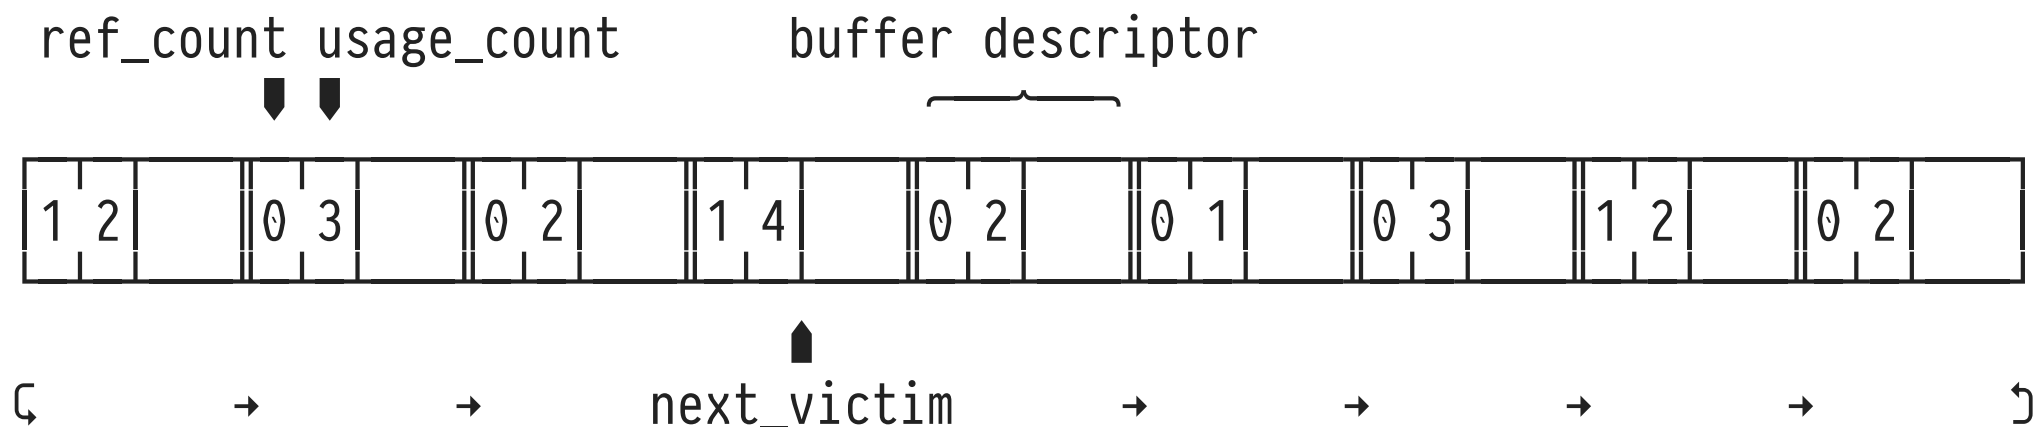 ref_count usage_count buffer descriptor
1 2 0 3 0 2 1 4 0 2 0 1 0 3 1 2 0 2
next_victim